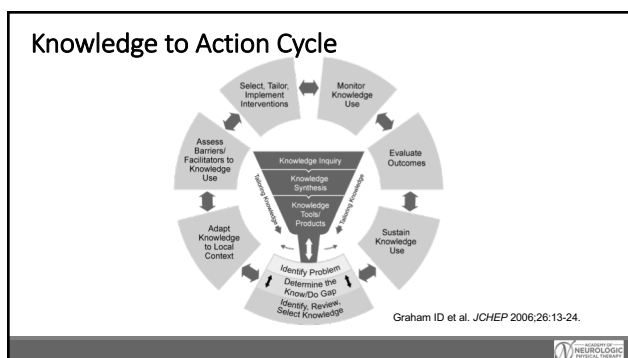 Knowledge to Action Cycle
Select, Tailor,
Implement
Interventions
Monitor
Knowledge
Use
Assess
Barriers/
Facilitators to
Knowledge
Use
Evaluate
Outcomes
Knowledge Inquiry
Knowledge
Synthesis
Knowledge
Tools/
Products
Tailoring Knowledge
Tailoring Knowledge
Adapt
Knowledge
to Local
Context
Sustain
Knowledge
Use
Identify Problem
Determine the
Know/Do Gap
Identify, Review,
Select Knowledge
Graham ID et al. JCHEP 2006;26:13-24.
ACADEMY OF
NEUROLOGIC
PHYSICAL THERAPY